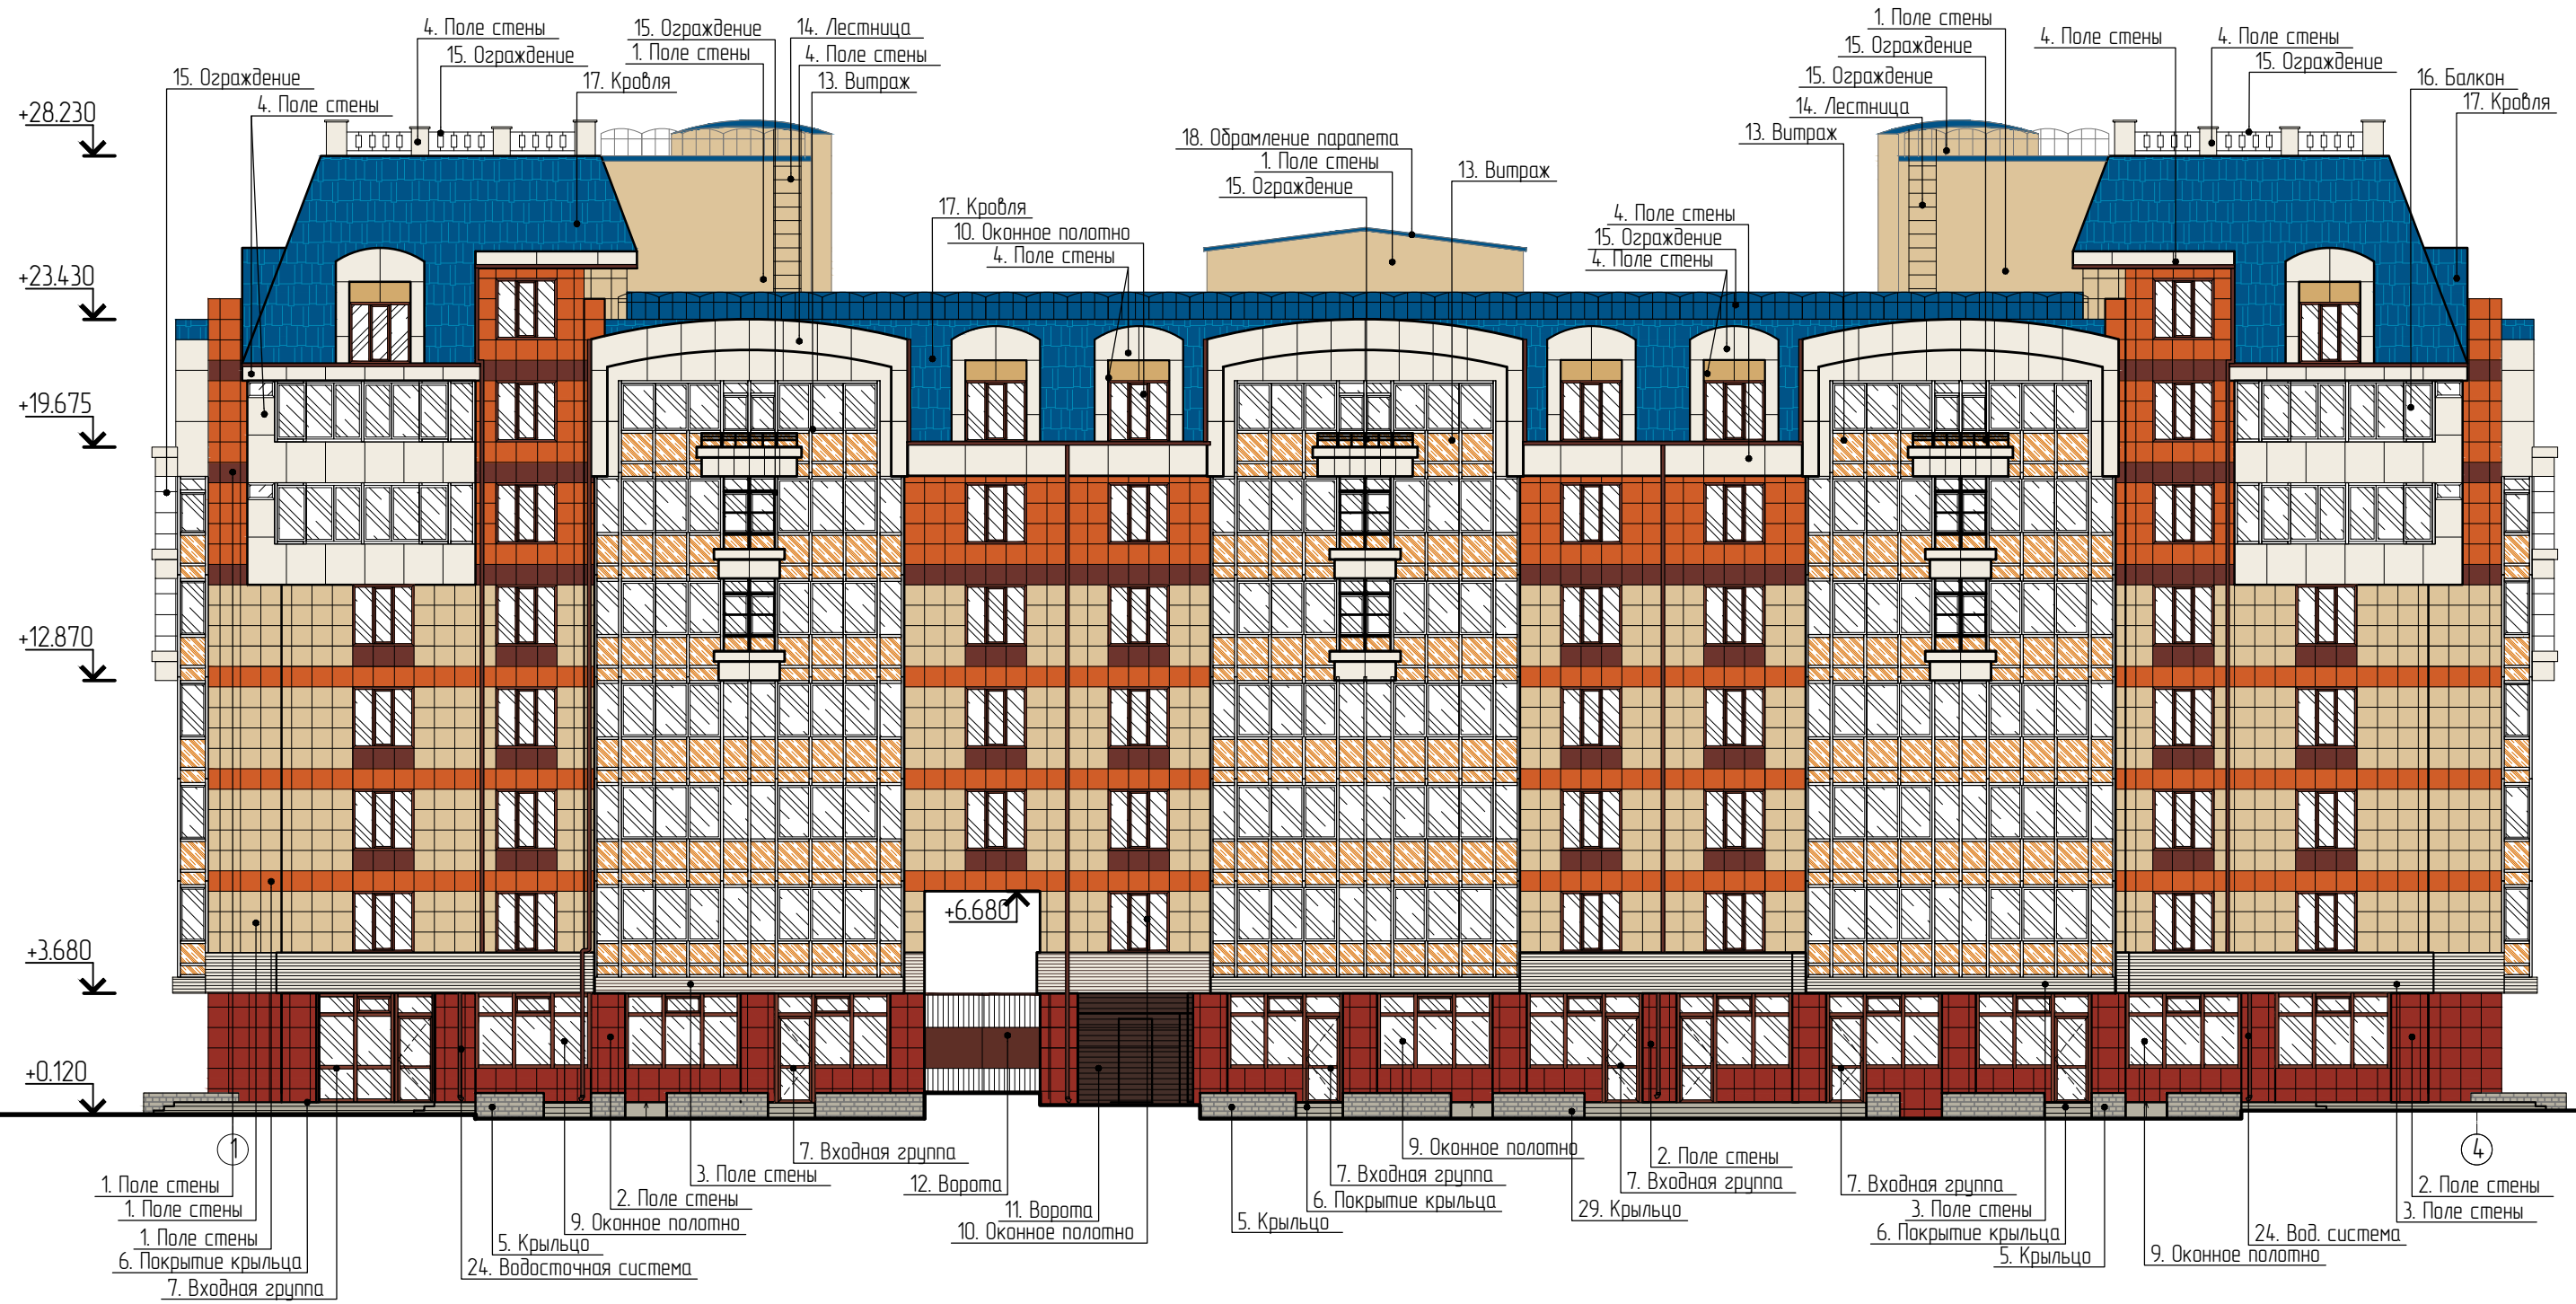 4. Поле стены
15. Ограждение
15. Ограждение
4. Поле стены
17. Кровля
15. Ограждение
1. Поле стены
14. Лестница
4. Поле стены
13. Витраж
1. Поле стены
15. Ограждение
15. Ограждение
14. Лестница
13. Витраж
4. Поле стены
4. Поле стены
15. Ограждение
16. Балкон
17. Кровля
18. Обрамление парапета
1. Поле стены
15. Ограждение
13. Витраж
17. Кровля
10. Оконное полотно
4. Поле стены
4. Поле стены
15. Ограждение
4. Поле стены
+28.230
+23.430
+19.675
+12.870
+6.680
+3.680
+0.120
1
4
1. Поле стены
1. Поле стены
1. Поле стены
6. Покрытие крыльца
7. Входная группа
24. Водосточная система
5. Крыльцо
9. Оконное полотно
2. Поле стены
3. Поле стены
7. Входная группа
12. Ворота
11. Ворота
10. Оконное полотно
5. Крыльцо
6. Покрытие крыльца
7. Входная группа
9. Оконное полотно
29. Крыльцо
7. Входная группа
2. Поле стены
7. Входная группа
3. Поле стены
6. Покрытие крыльца
5. Крыльцо
9. Оконное полотно
24. Вод. система
3. Поле стены
2. Поле стены